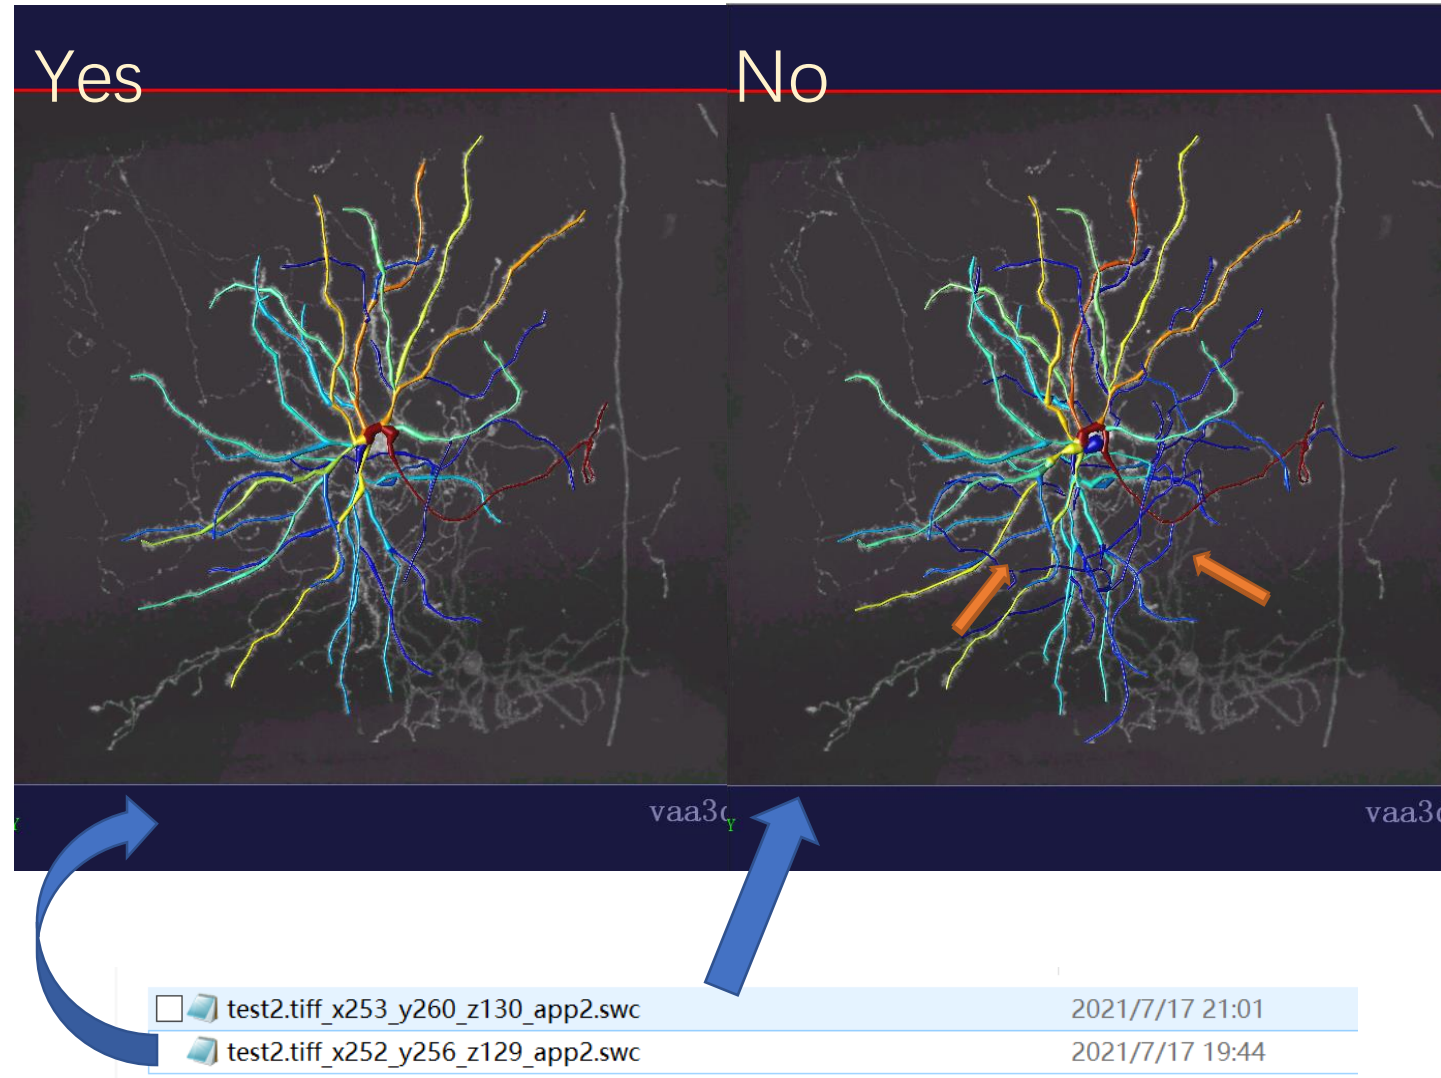 Yes
No
vaa3d
Y
vaa3d
Y
test2.tiff_x253_y260_z130_app2.swc 2021/7/17 21:01
test2.tiff_x252_y256_z129_app2.swc 2021/7/17 19:44